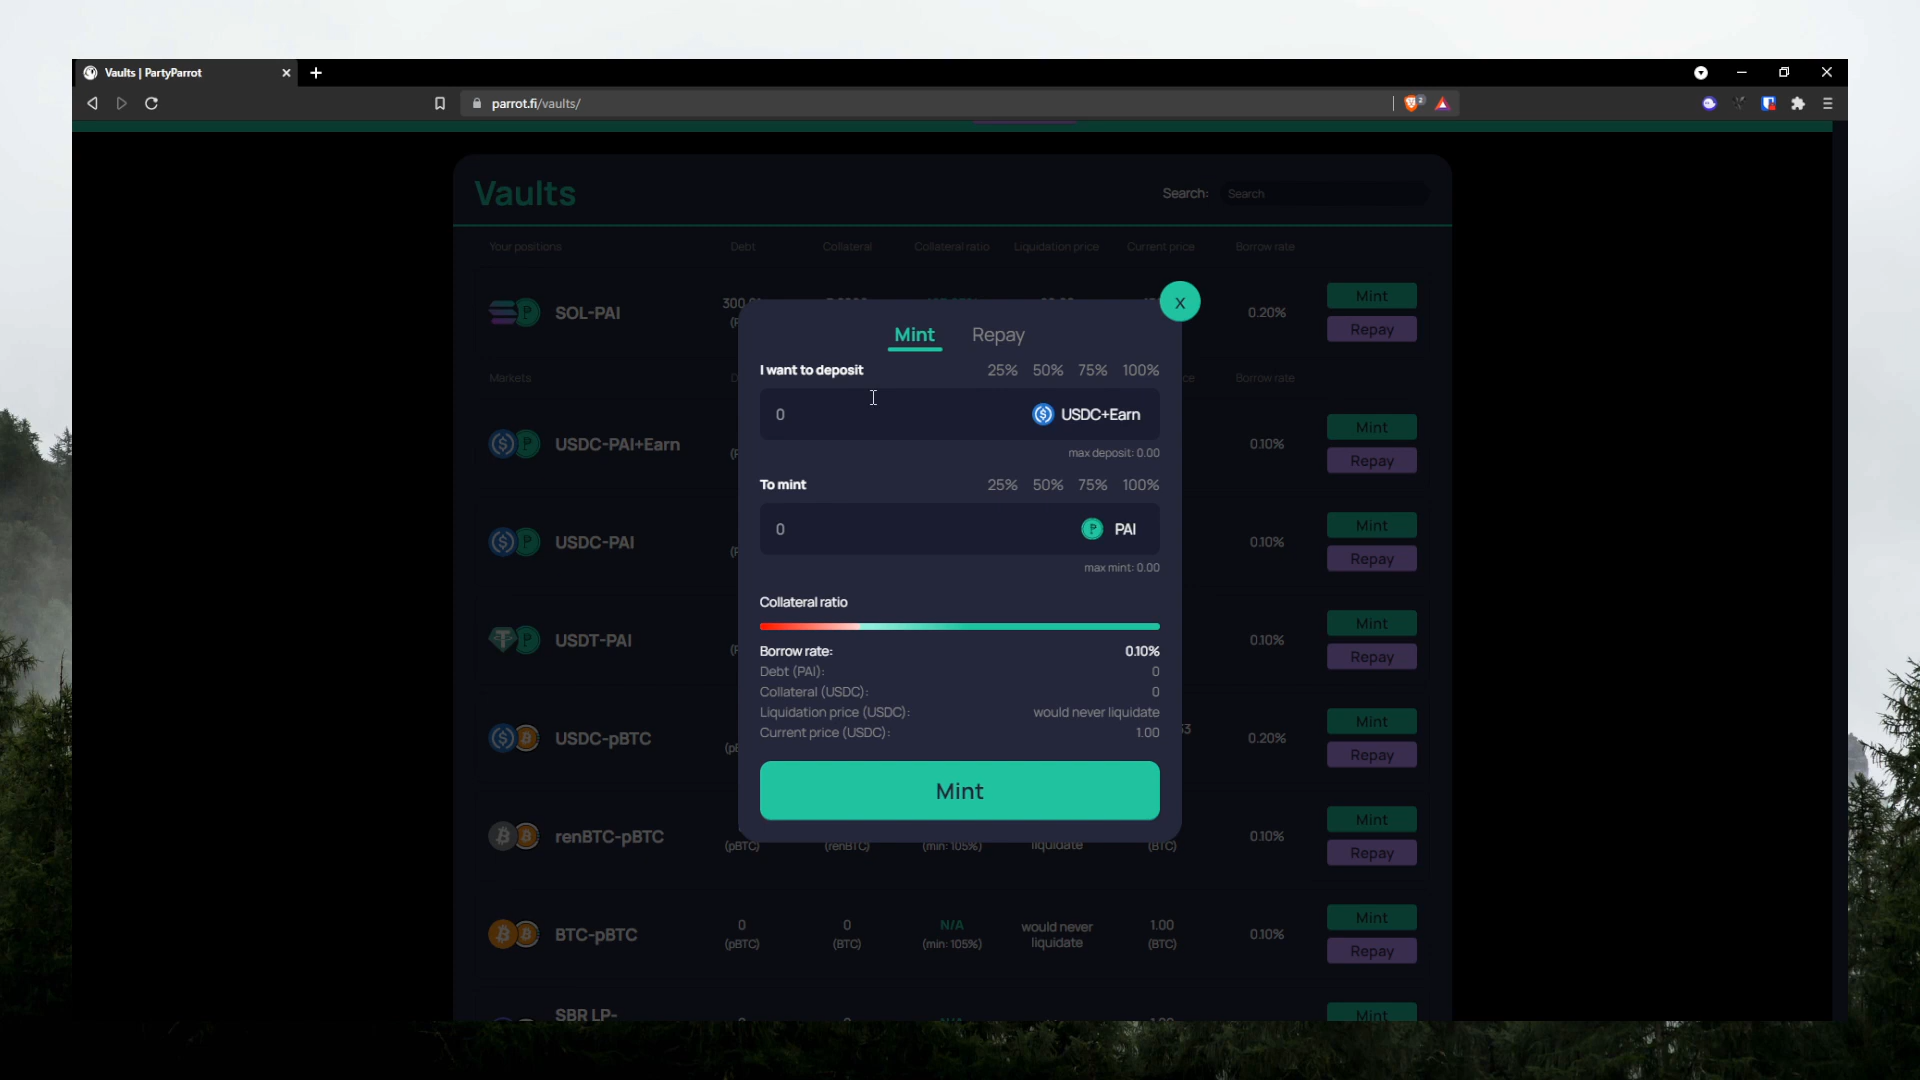 Vaults | PartyParrot
parrot.fi/vaults/
2
Vaults
Search: Search
Your positions Debt Collateral Collateral ratio Liquidation price Current price Borrow rate
SOL-PAI
0.20%
Mint
Repay
Markets
Borrow rate
USDC-PAI+Earn
0.10%
Mint
Repay
USDC-PAI
0.10%
Mint
Repay
USDT-PAI
0.10%
Mint
Repay
USDC-pBTC
0.20%
Mint
Repay
renBTC-pBTC
(pBTC) (renBTC) (min: 105%) liquidate (BTC)
0.10%
Mint
Repay
BTC-pBTC
0 (pBTC)
0 (BTC)
N/A (min: 105%)
would never liquidate
1.00 (BTC)
0.10%
Mint
Repay
SBR LP-
Mint
X
Mint Repay
I want to deposit 25% 50% 75% 100%
0 USDC+Earn
max deposit: 0.00
To mint 25% 50% 75% 100%
0 PAI
max mint: 0.00
Collateral ratio
Borrow rate: 0.10%
Debt (PAI): 0
Collateral (USDC): 0
Liquidation price (USDC): would never liquidate
Current price (USDC): 1.00
Mint